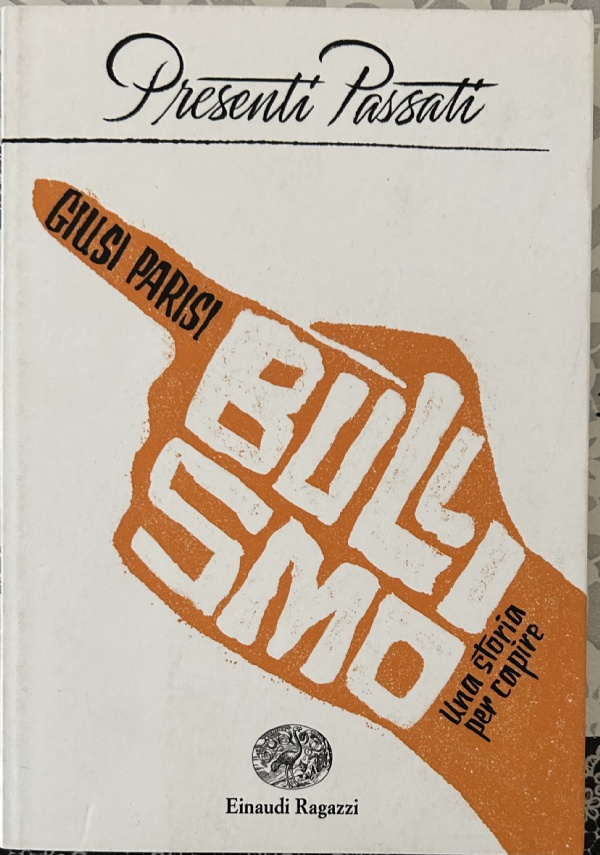 Presenti Passati
GIUSI PARISI
BULLI
SMO
una storia
per capire
Einaudi Ragazzi